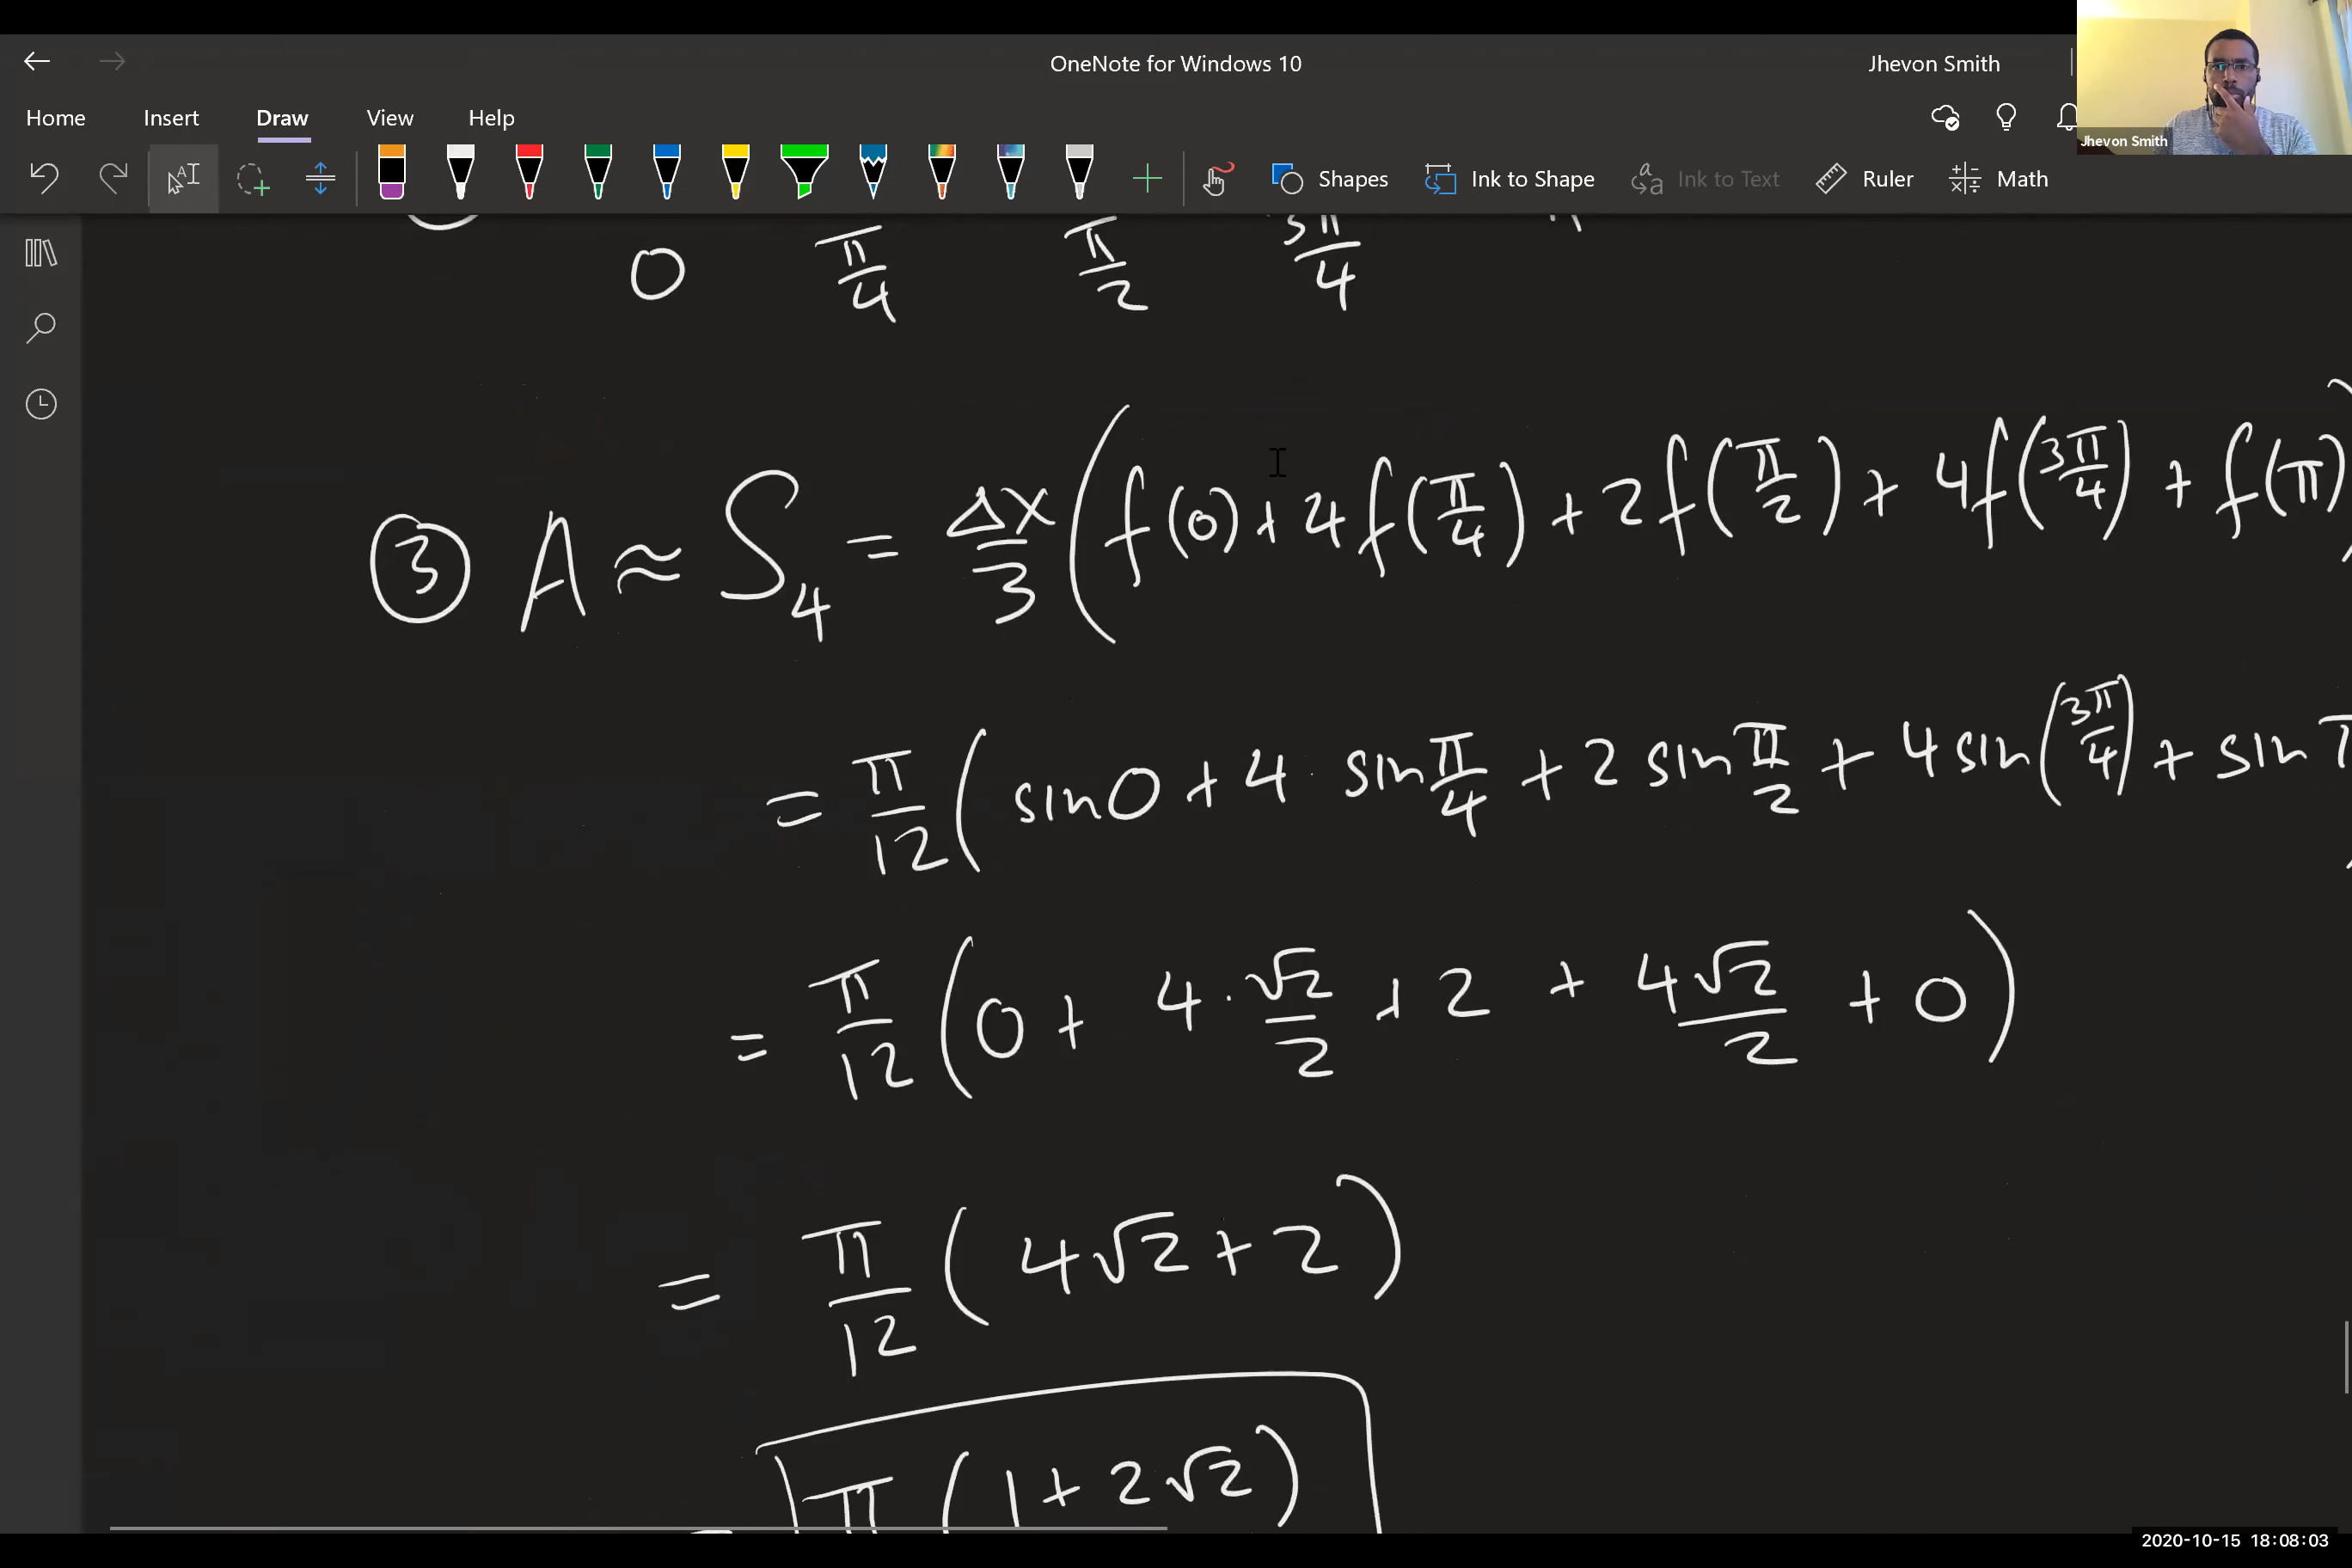 OneNote for Windows 10
Jhevon Smith
Home Insert Draw View Help
Jhevon Smith
Shapes Ink to Shape Ink to Text Ruler Math
0 π/4 π/2 3π/4
③ A ≈ S₄ = Δx/3 ( f(0) + 4f(π/4) + 2f(π/2) + 4f(3π/4) + f(π) )
= π/12 ( sin0 + 4 · sin π/4 + 2 sin π/2 + 4 sin(3π/4) + sin π
= π/12 ( 0 + 4 · √2/2 + 2 + 4√2/2 + 0 )
= π/12 ( 4√2 + 2 )
= π ( 1 + 2√2 )
2020-10-15 18:08:03